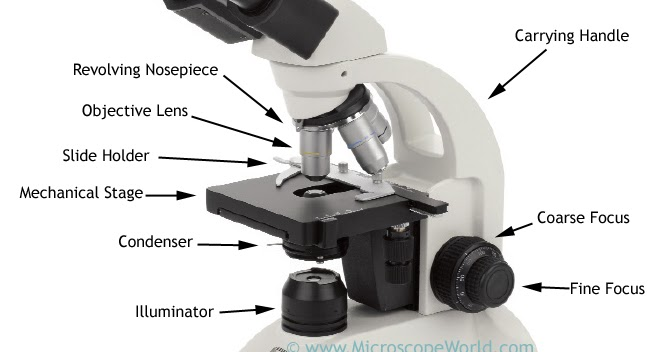 Carrying Handle
Revolving Nosepiece
Objective Lens
Slide Holder
Mechanical Stage
Coarse Focus
Condenser
Fine Focus
Illuminator
© www.MicroscopeWorld.com